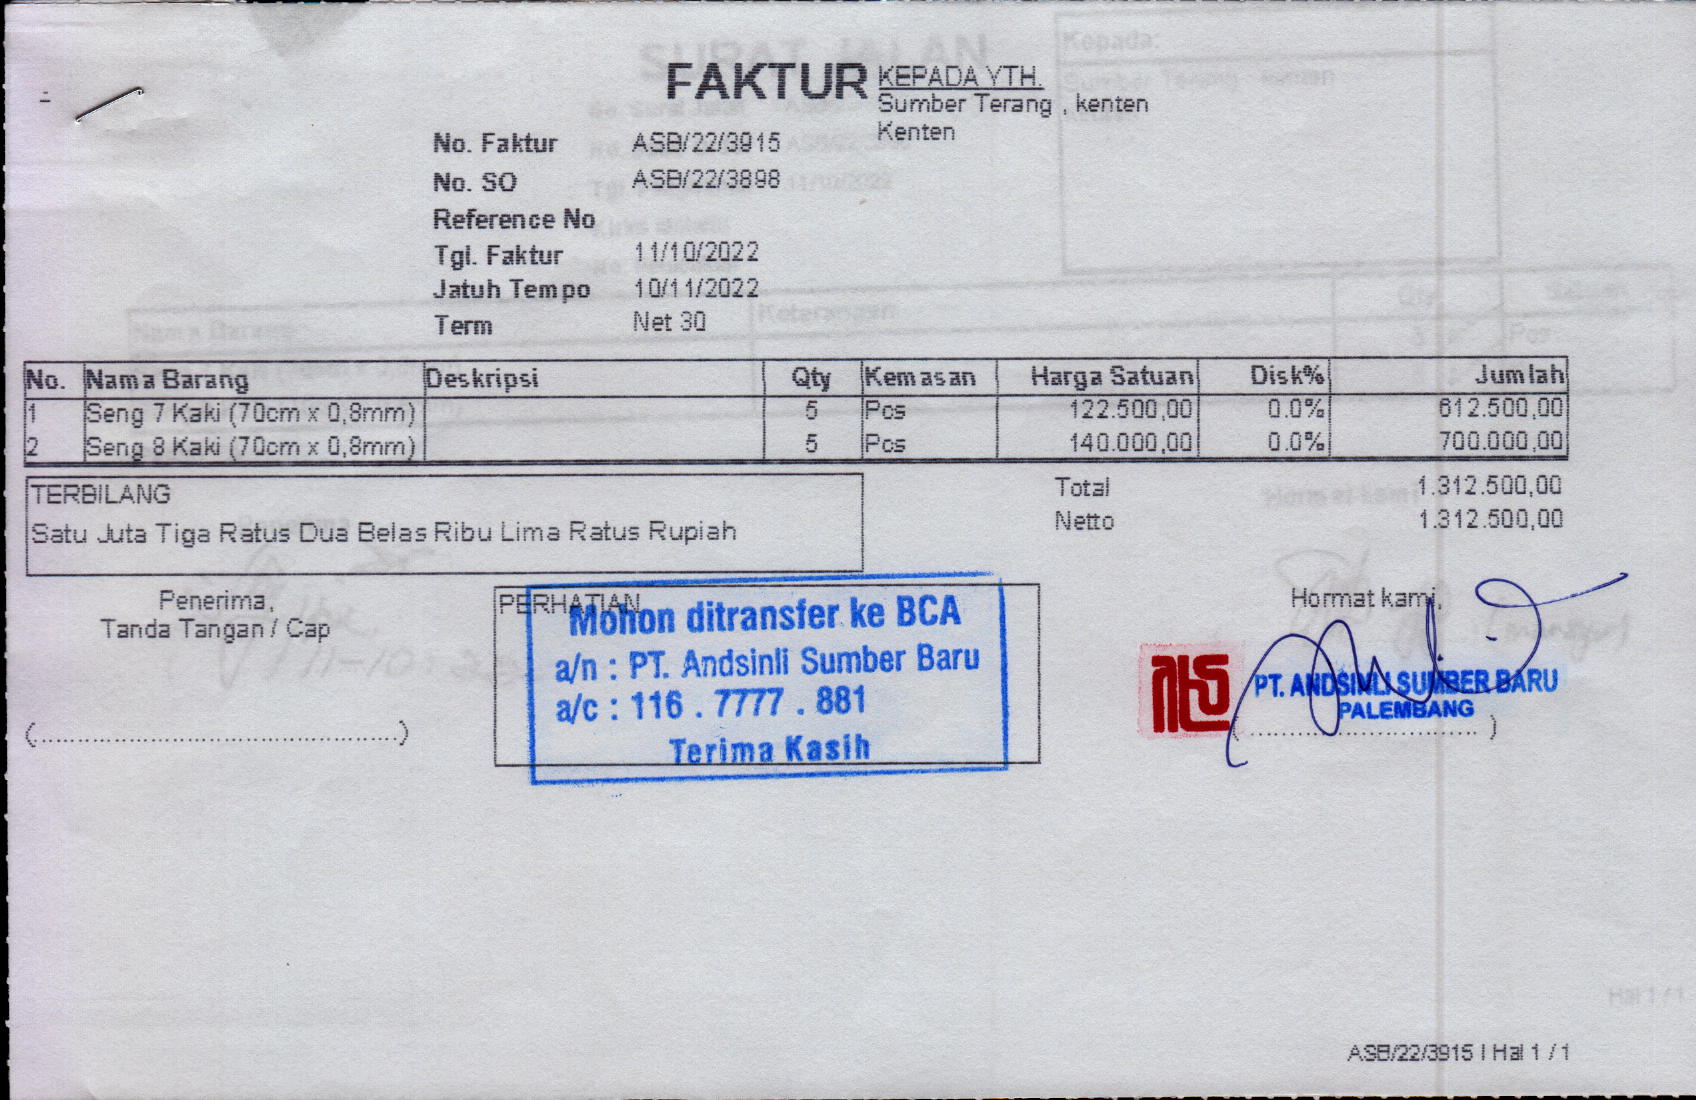 FAKTUR
KEPADA YTH.
Sumber Terang , kenten
Kenten
No. Faktur ASB/22/3915
No. SO ASB/22/3898
Reference No
Tgl. Faktur 11/10/2022
Jatuh Tempo 10/11/2022
Term Net 30
No. Nama Barang Deskripsi Qty Kemasan Harga Satuan Disk% Jumlah
1 Seng 7 Kaki (70cm x 0,8mm) 5 Pcs 122.500,00 0.0% 612.500,00
2 Seng 8 Kaki (70cm x 0,8mm) 5 Pcs 140.000,00 0.0% 700.000,00
TERBILANG
Satu Juta Tiga Ratus Dua Belas Ribu Lima Ratus Rupiah
Total 1.312.500,00
Netto 1.312.500,00
Penerima,
Tanda Tangan / Cap
(..............................................)
PERHATIAN
Mohon ditransfer ke BCA
a/n : PT. Andsinli Sumber Baru
a/c : 116 . 7777 . 881
Terima Kasih
Hormat kami,
PT. ANDSINLI SUMBER BARU
PALEMBANG
(.............................. )
ASB/22/3915 | Hal 1 / 1